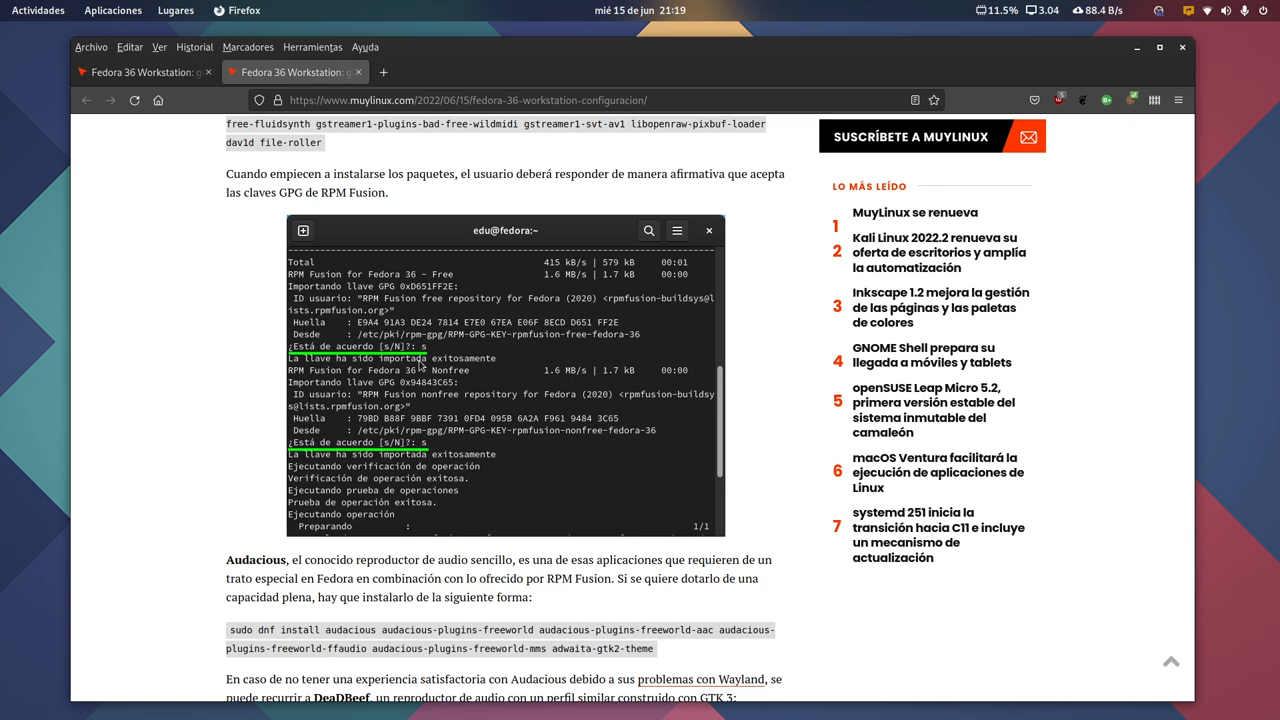 Actividades Aplicaciones Lugares Firefox mié 15 de jun 21:19 11.5% 3.04 88.4 B/s
Archivo Editar Ver Historial Marcadores Herramientas Ayuda
Fedora 36 Workstation: g × Fedora 36 Workstation: g × +
https://www.muylinux.com/2022/06/15/fedora-36-workstation-configuracion/
free-fluidsynth gstreamer1-plugins-bad-free-wildmidi gstreamer1-svt-av1 libopenraw-pixbuf-loader
dav1d file-roller
Cuando empiecen a instalarse los paquetes, el usuario deberá responder de manera afirmativa que acepta
las claves GPG de RPM Fusion.
edu@fedora:~
--------------------------------------------------------------------------------
Total 415 kB/s | 579 kB 00:01
RPM Fusion for Fedora 36 - Free 1.6 MB/s | 1.7 kB 00:00
Importando llave GPG 0xD651FF2E:
ID usuario: "RPM Fusion free repository for Fedora (2020) <rpmfusion-buildsys@l
ists.rpmfusion.org>"
Huella : E9A4 91A3 DE24 7814 E7E0 67EA E06F 8ECD D651 FF2E
Desde : /etc/pki/rpm-gpg/RPM-GPG-KEY-rpmfusion-free-fedora-36
¿Está de acuerdo [s/N]?: s
La llave ha sido importada exitosamente
RPM Fusion for Fedora 36 - Nonfree 1.6 MB/s | 1.7 kB 00:00
Importando llave GPG 0x94843C65:
ID usuario: "RPM Fusion nonfree repository for Fedora (2020) <rpmfusion-buildsy
s@lists.rpmfusion.org>"
Huella : 79BD B88F 9BBF 7391 0FD4 095B 6A2A F961 9484 3C65
Desde : /etc/pki/rpm-gpg/RPM-GPG-KEY-rpmfusion-nonfree-fedora-36
¿Está de acuerdo [s/N]?: s
La llave ha sido importada exitosamente
Ejecutando verificación de operación
Verificación de operación exitosa.
Ejecutando prueba de operaciones
Prueba de operación exitosa.
Ejecutando operación
Preparando : 1/1
Audacious, el conocido reproductor de audio sencillo, es una de esas aplicaciones que requieren de un
trato especial en Fedora en combinación con lo ofrecido por RPM Fusion. Si se quiere dotarlo de una
capacidad plena, hay que instalarlo de la siguiente forma:
sudo dnf install audacious audacious-plugins-freeworld audacious-plugins-freeworld-aac audacious-
plugins-freeworld-ffaudio audacious-plugins-freeworld-mms adwaita-gtk2-theme
En caso de no tener una experiencia satisfactoria con Audacious debido a sus problemas con Wayland, se
puede recurrir a DeaDBeef, un reproductor de audio con un perfil similar construido con GTK 3:
SUSCRÍBETE A MUYLINUX
LO MÁS LEÍDO
1 MuyLinux se renueva
2 Kali Linux 2022.2 renueva su
oferta de escritorios y amplía
la automatización
3 Inkscape 1.2 mejora la gestión
de las páginas y las paletas
de colores
4 GNOME Shell prepara su
llegada a móviles y tablets
5 openSUSE Leap Micro 5.2,
primera versión estable del
sistema inmutable del
camaleón
6 macOS Ventura facilitará la
ejecución de aplicaciones de
Linux
7 systemd 251 inicia la
transición hacia C11 e incluye
un mecanismo de
actualización